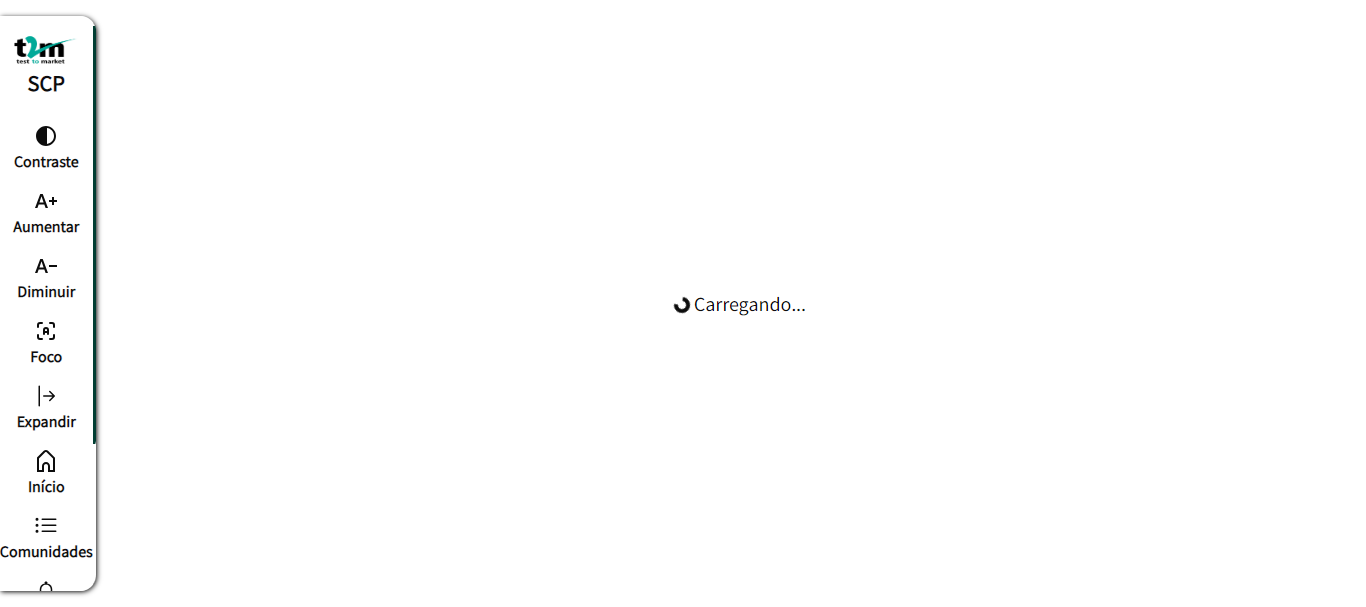 t2m
test to market
SCP
Contraste
A+
Aumentar
A-
Diminuir
A
Foco
Expandir
Início
Comunidades
Carregando...